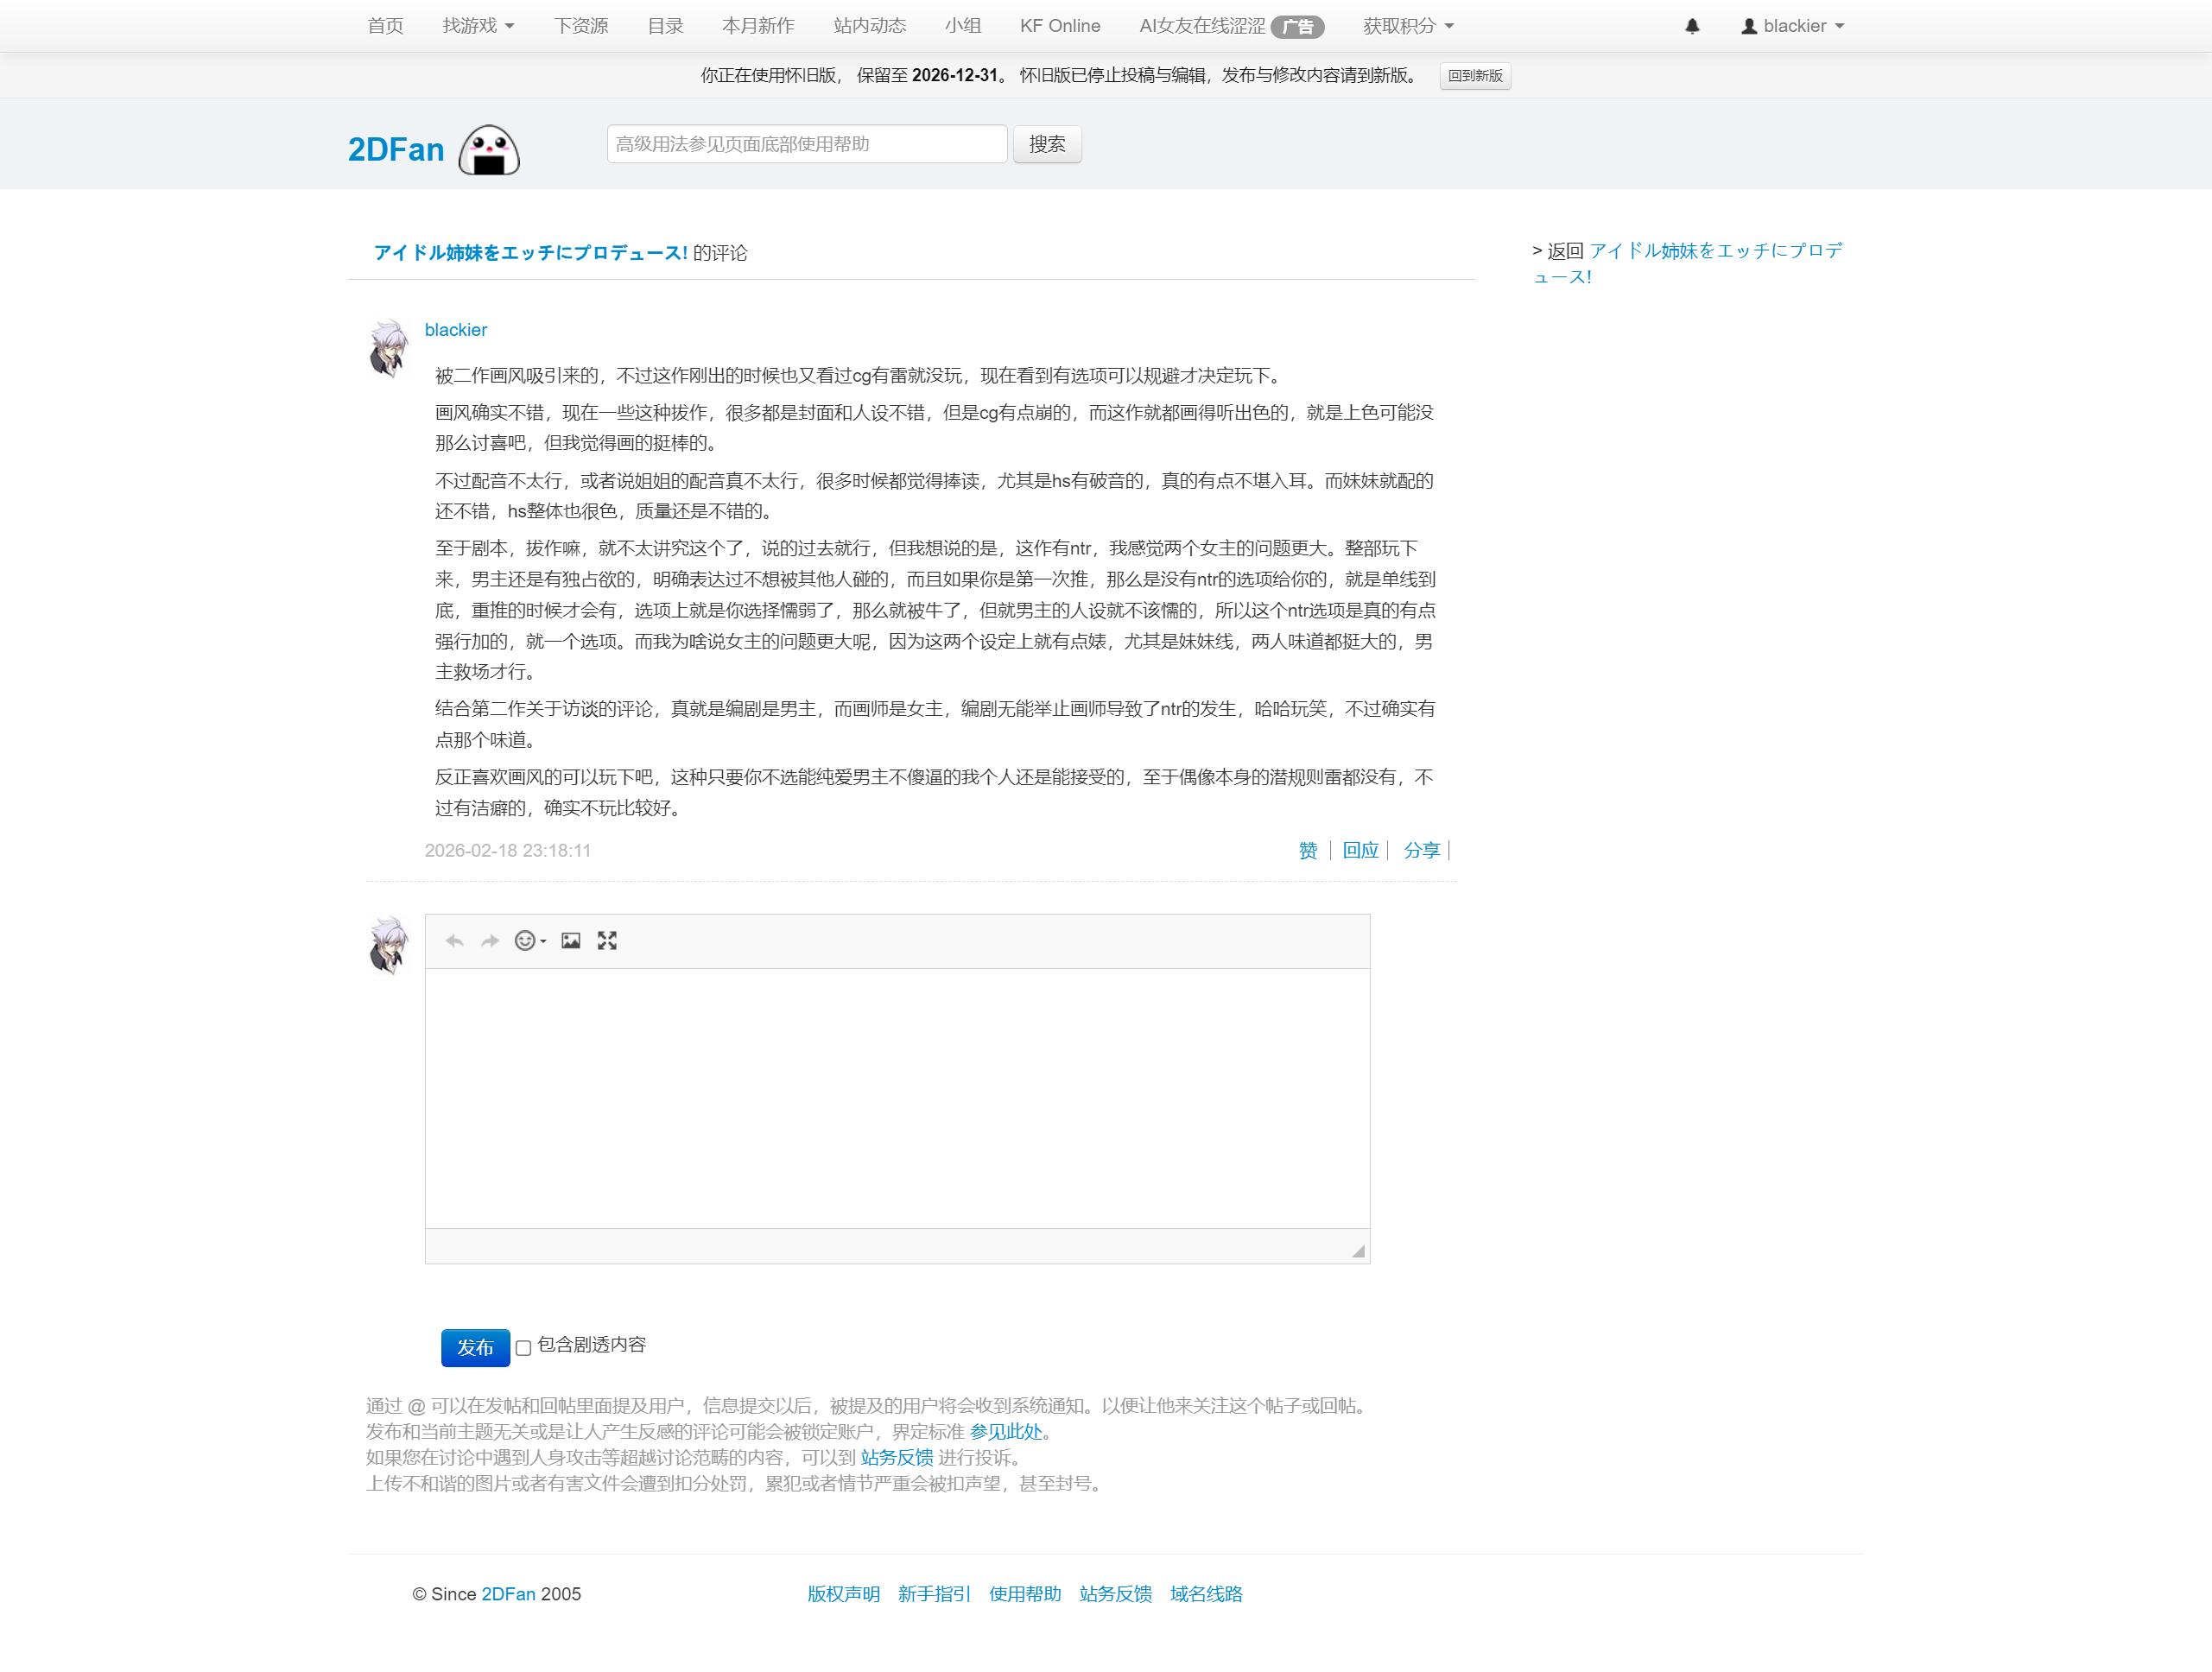 首页 找游戏 下资源 目录 本月新作 站内动态 小组 KF Online AI女友在线涩涩 广告 获取积分 blackier
你正在使用怀旧版， 保留至 2026-12-31。 怀旧版已停止投稿与编辑，发布与修改内容请到新版。 回到新版
2DFan 高级用法参见页面底部使用帮助 搜索
アイドル姉妹をエッチにプロデュース! 的评论
> 返回 アイドル姉妹をエッチにプロデ
ュース!
blackier
被二作画风吸引来的，不过这作刚出的时候也又看过cg有雷就没玩，现在看到有选项可以规避才决定玩下。
画风确实不错，现在一些这种拔作，很多都是封面和人设不错，但是cg有点崩的，而这作就都画得听出色的，就是上色可能没
那么讨喜吧，但我觉得画的挺棒的。
不过配音不太行，或者说姐姐的配音真不太行，很多时候都觉得捧读，尤其是hs有破音的，真的有点不堪入耳。而妹妹就配的
还不错，hs整体也很色，质量还是不错的。
至于剧本，拔作嘛，就不太讲究这个了，说的过去就行，但我想说的是，这作有ntr，我感觉两个女主的问题更大。整部玩下
来，男主还是有独占欲的，明确表达过不想被其他人碰的，而且如果你是第一次推，那么是没有ntr的选项给你的，就是单线到
底，重推的时候才会有，选项上就是你选择懦弱了，那么就被牛了，但就男主的人设就不该懦的，所以这个ntr选项是真的有点
强行加的，就一个选项。而我为啥说女主的问题更大呢，因为这两个设定上就有点婊，尤其是妹妹线，两人味道都挺大的，男
主救场才行。
结合第二作关于访谈的评论，真就是编剧是男主，而画师是女主，编剧无能举止画师导致了ntr的发生，哈哈玩笑，不过确实有
点那个味道。
反正喜欢画风的可以玩下吧，这种只要你不选能纯爱男主不傻逼的我个人还是能接受的，至于偶像本身的潜规则雷都没有，不
过有洁癖的，确实不玩比较好。
2026-02-18 23:18:11 赞 回应 分享
发布 包含剧透内容
通过 @ 可以在发帖和回帖里面提及用户，信息提交以后，被提及的用户将会收到系统通知。以便让他来关注这个帖子或回帖。
发布和当前主题无关或是让人产生反感的评论可能会被锁定账户，界定标准 参见此处。
如果您在讨论中遇到人身攻击等超越讨论范畴的内容，可以到 站务反馈 进行投诉。
上传不和谐的图片或者有害文件会遭到扣分处罚，累犯或者情节严重会被扣声望，甚至封号。
© Since 2DFan 2005 版权声明 新手指引 使用帮助 站务反馈 域名线路